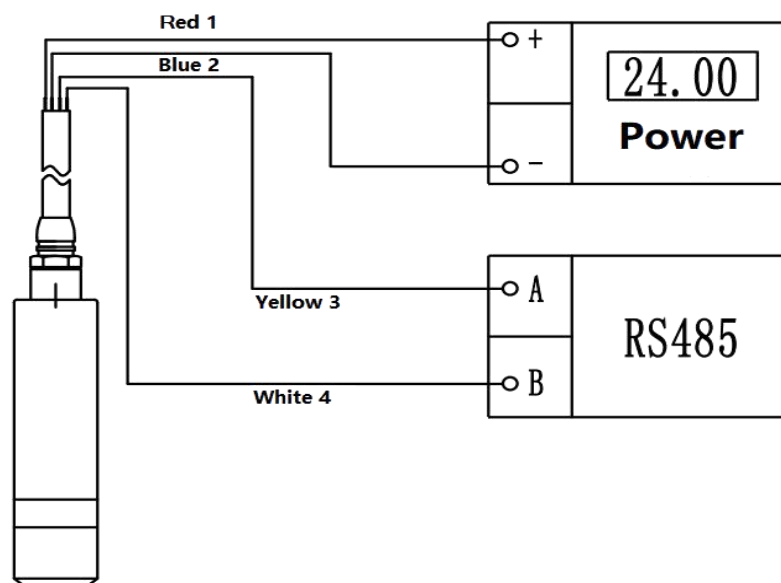 Red 1
+
24.00
Blue 2
Power
-
A
Yellow 3
RS485
B
White 4